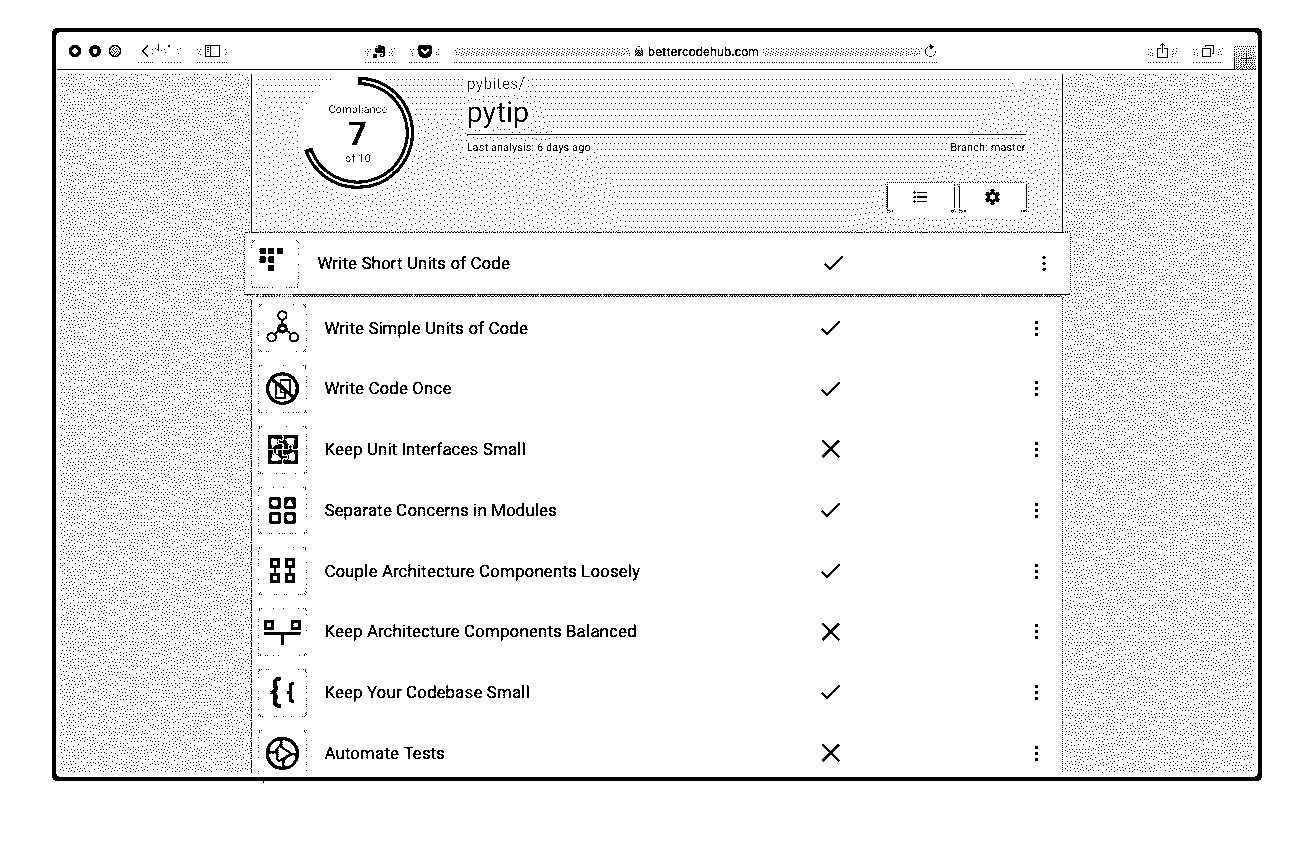 bettercodehub.com
Compliance
7
of 10
pybites/
pytip
Last analysis: 6 days ago
Branch: master
Write Short Units of Code
Write Simple Units of Code
Write Code Once
Keep Unit Interfaces Small
Separate Concerns in Modules
Couple Architecture Components Loosely
Keep Architecture Components Balanced
Keep Your Codebase Small
Automate Tests